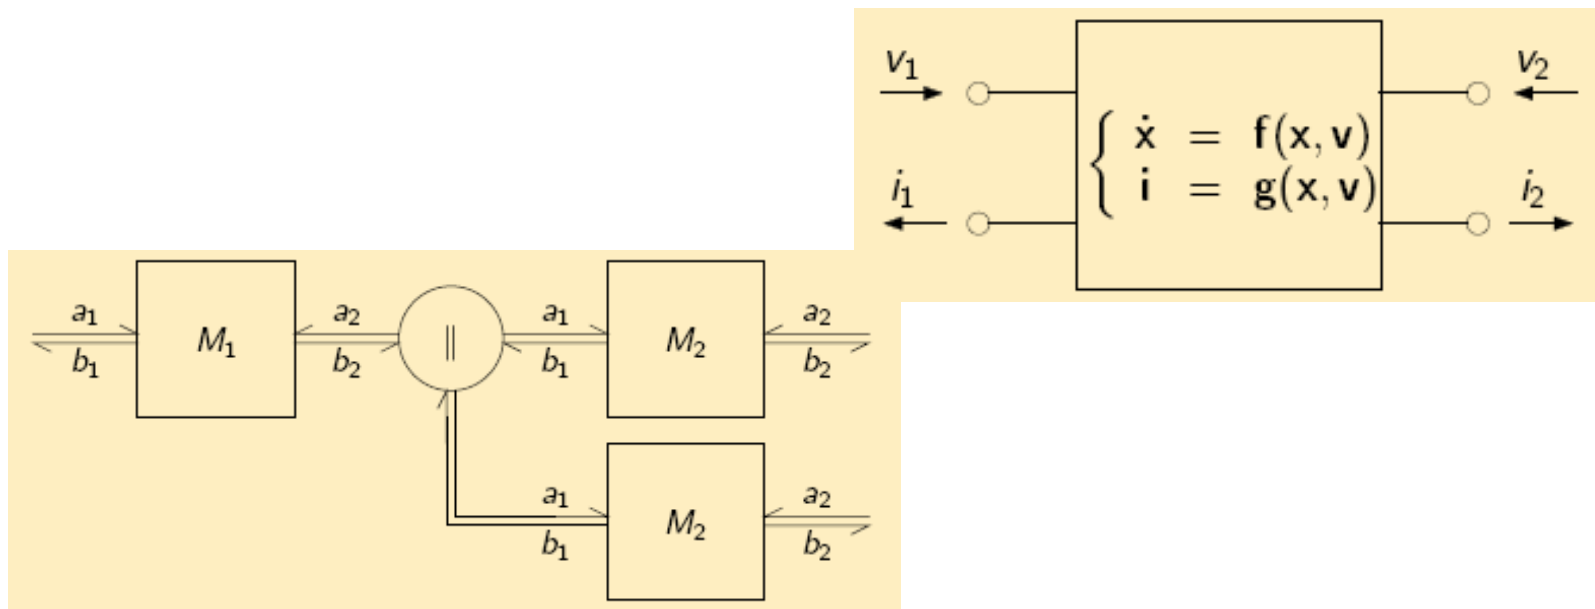 v₁ v₂
ẋ = f(x, v)
i = g(x, v)
i₁ i₂
a₁ a₂ a₁ a₂
M₁ || M₂
b₁ b₂ b₁ b₂
a₁ a₂
M₂
b₁ b₂